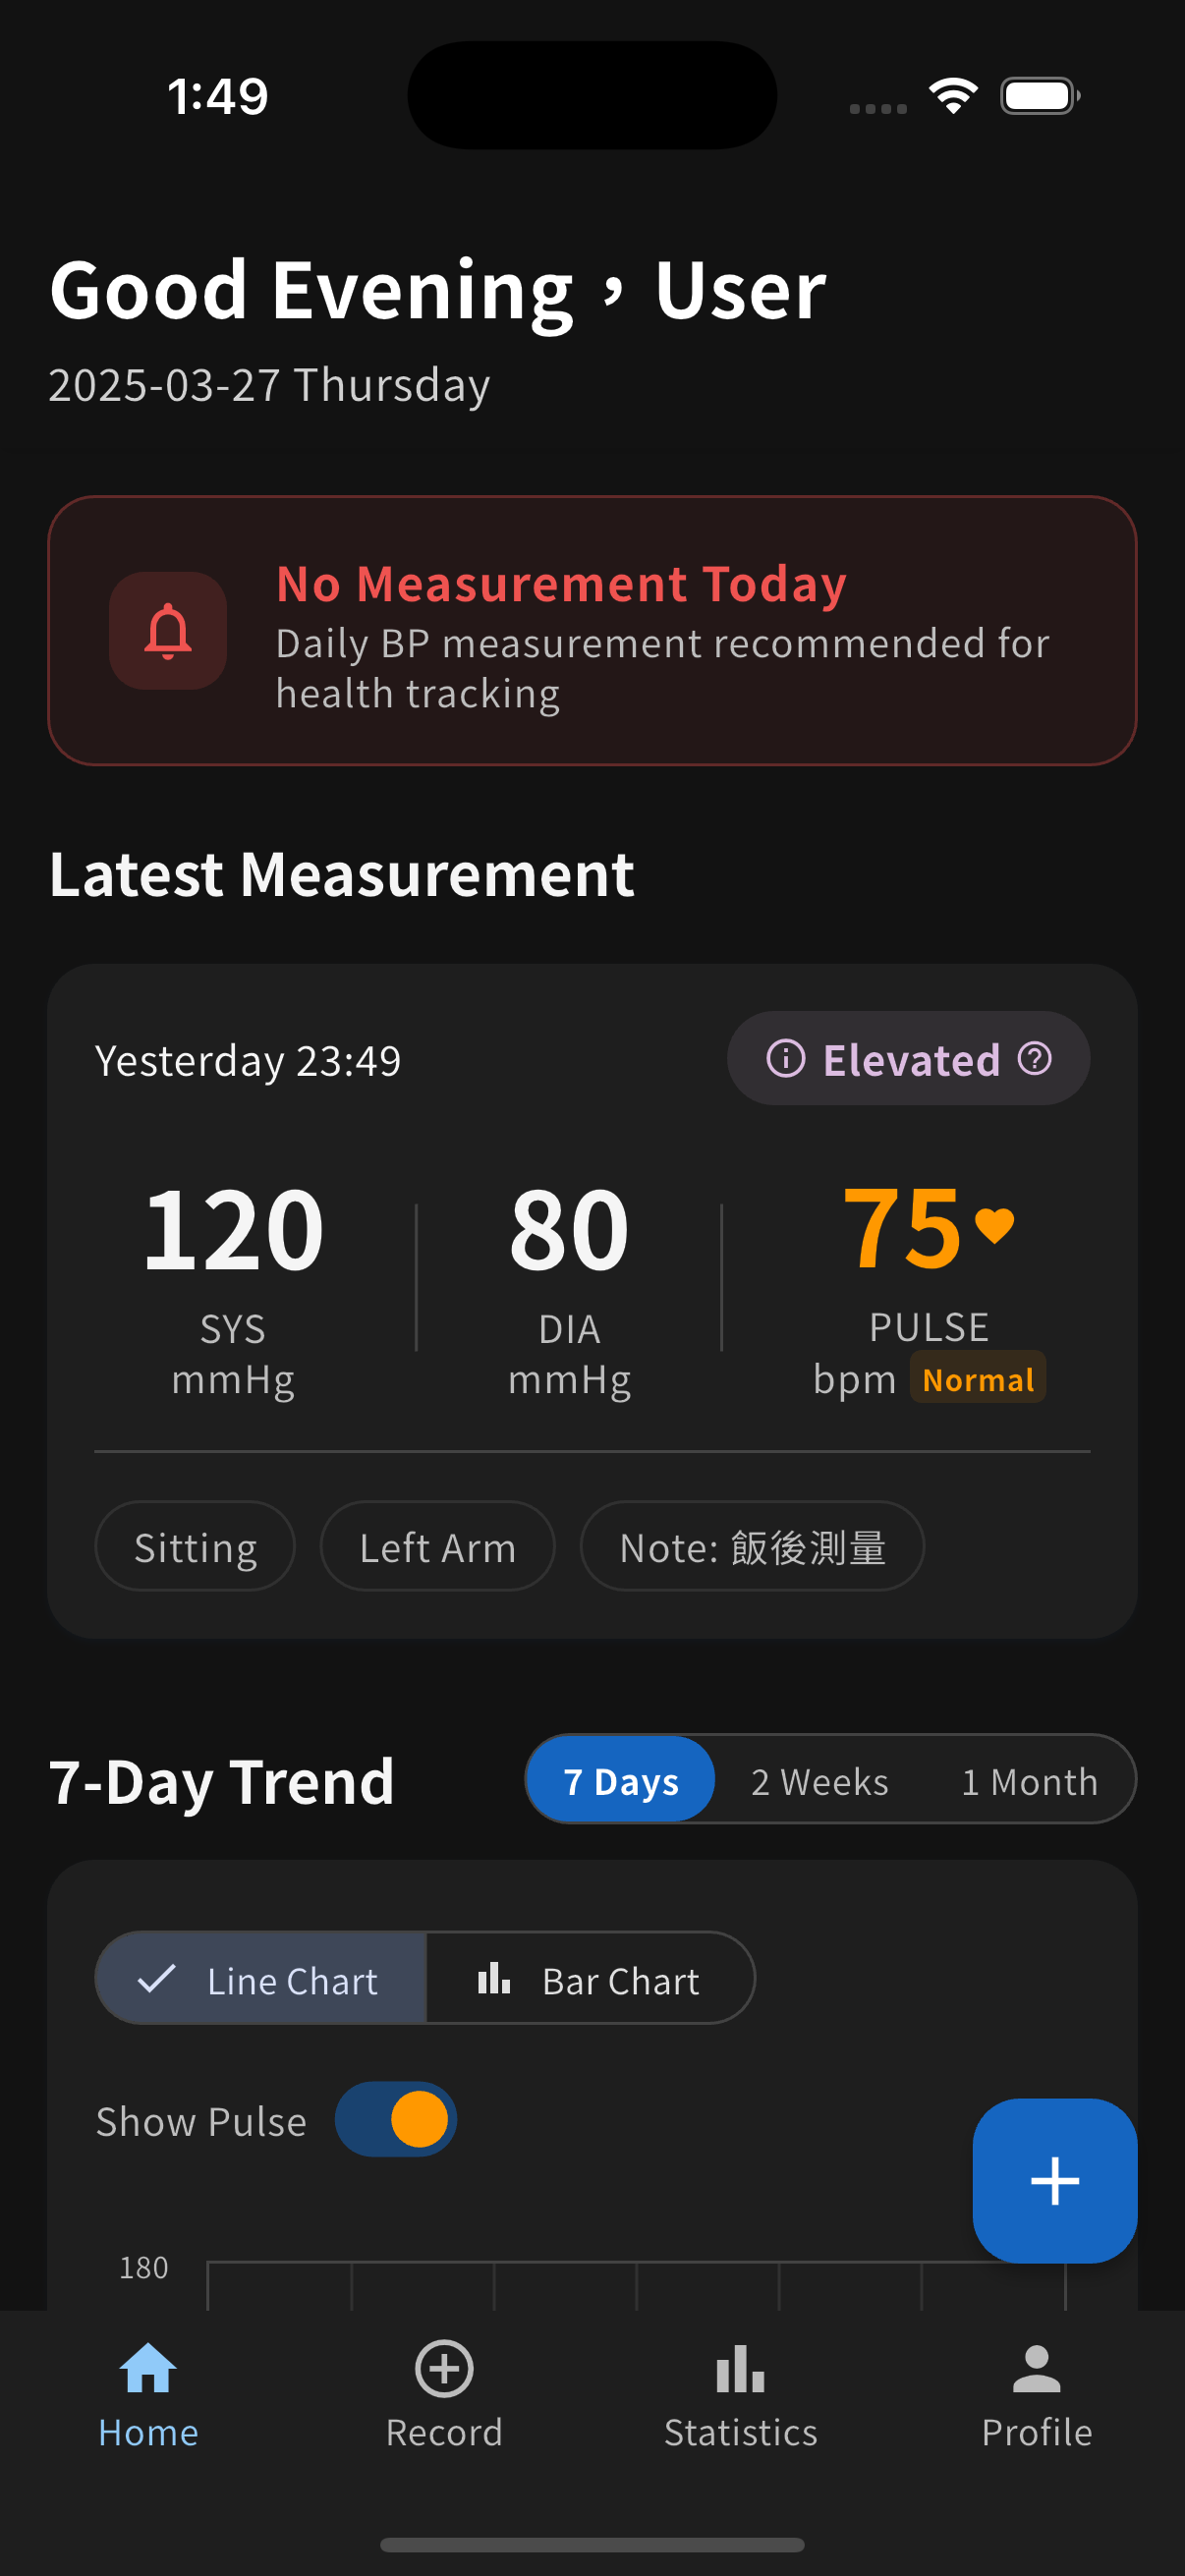 1:49
Good Evening，User
2025-03-27 Thursday
No Measurement Today
Daily BP measurement recommended for
health tracking
Latest Measurement
Yesterday 23:49
Elevated
120
80
75
SYS
DIA
PULSE
mmHg
mmHg
bpm Normal
Sitting
Left Arm
Note: 飯後測量
7-Day Trend
7 Days
2 Weeks
1 Month
Line Chart
Bar Chart
Show Pulse
180
Home
Record
Statistics
Profile